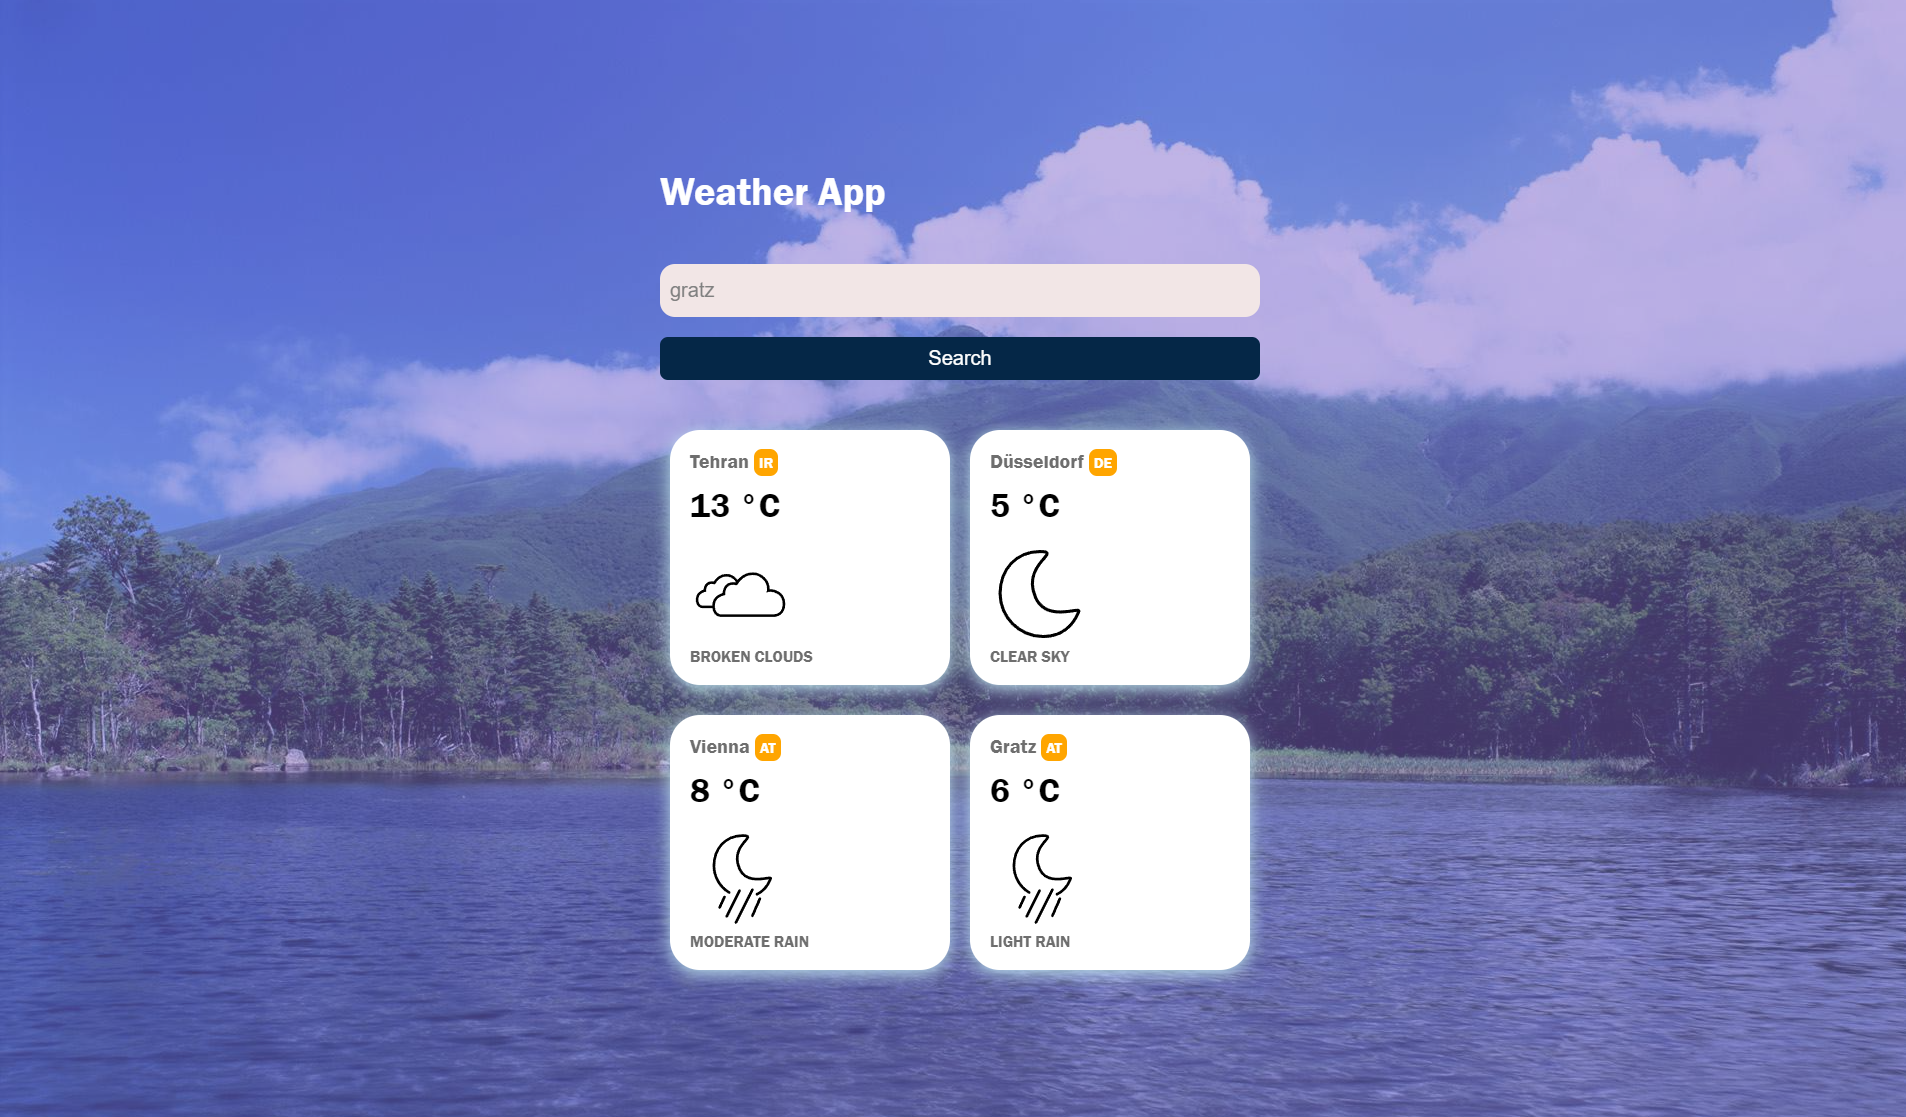 Weather App
gratz
Search
Tehran IR
13 °C
BROKEN CLOUDS
Düsseldorf DE
5 °C
CLEAR SKY
Vienna AT
8 °C
MODERATE RAIN
Gratz AT
6 °C
LIGHT RAIN